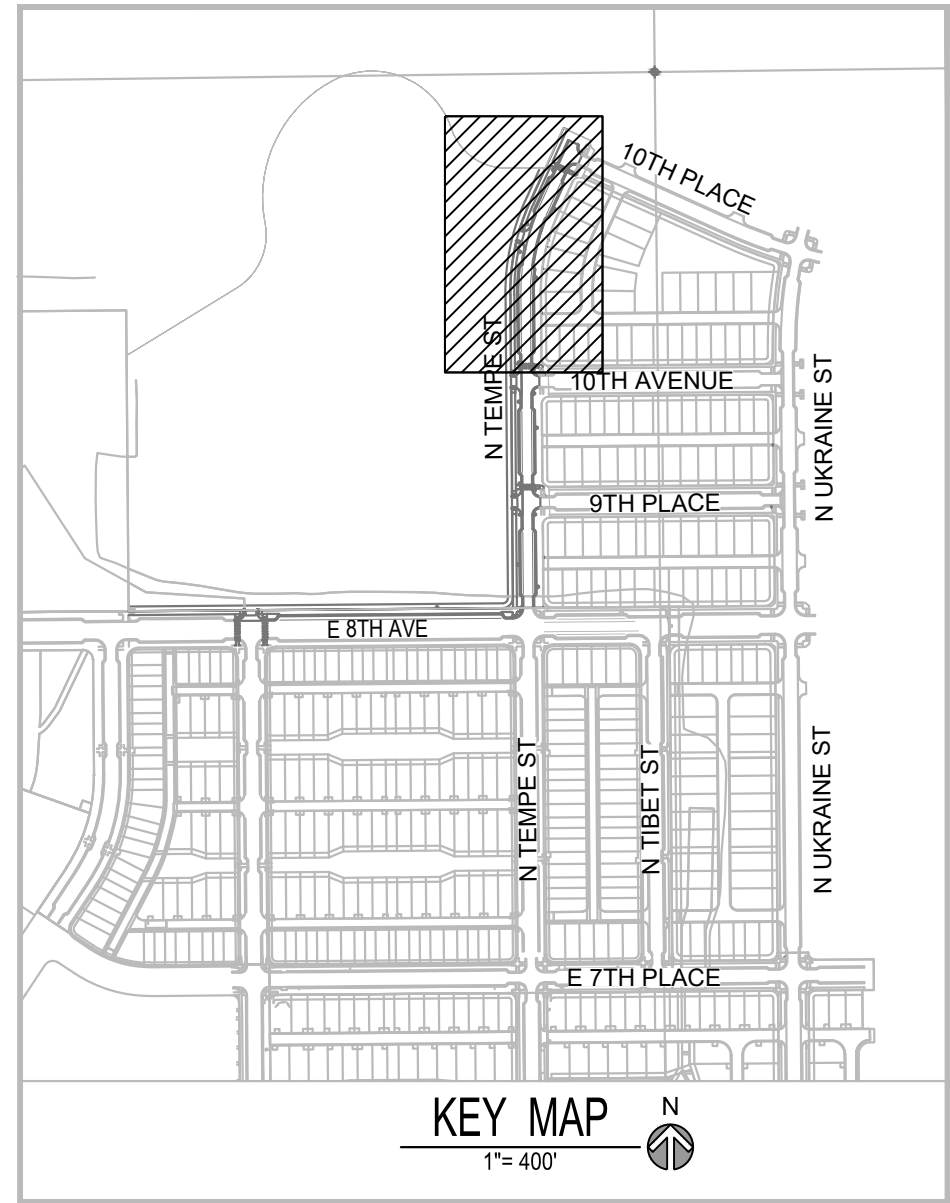 10TH PLACE
N TEMPE ST
10TH AVENUE
N UKRAINE ST
9TH PLACE
E 8TH AVE
N TEMPE ST
N TIBET ST
N UKRAINE ST
E 7TH PLACE
KEY MAP
N
1"= 400'